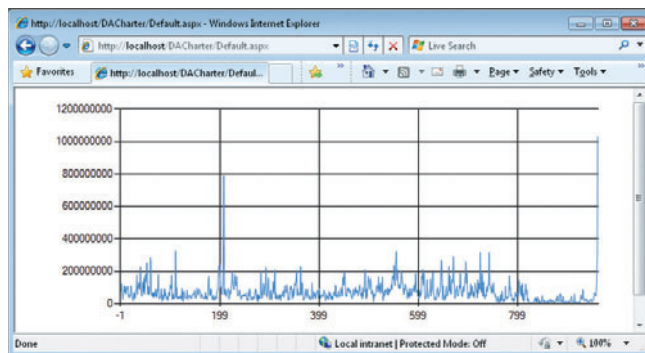 http://localhost/DACharter/Default.aspx - Windows Internet Explorer
http://localhost/DACharter/Default.aspx
Live Search
Favorites
http://localhost/DACharter/Defaul...
Page
Safety
Tools
1200000000
1000000000
800000000
600000000
400000000
200000000
0
-1 199 399 599 799
Done
Local intranet | Protected Mode: Off
100%